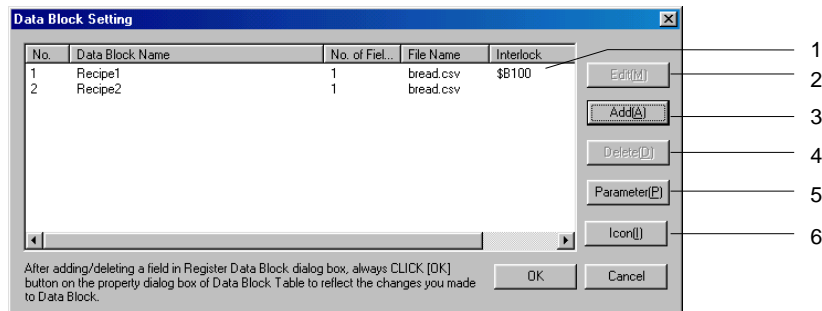 Data Block Setting
No. Data Block Name No. of Fiel... File Name Interlock
1 Recipe1 1 bread.csv $B100
2 Recipe2 1 bread.csv
Edit(M)
Add(A)
Delete(D)
Parameter(P)
Icon(I)
After adding/deleting a field in Register Data Block dialog box, always CLICK [OK]
button on the property dialog box of Data Block Table to reflect the changes you made
to Data Block.
OK Cancel
1
2
3
4
5
6